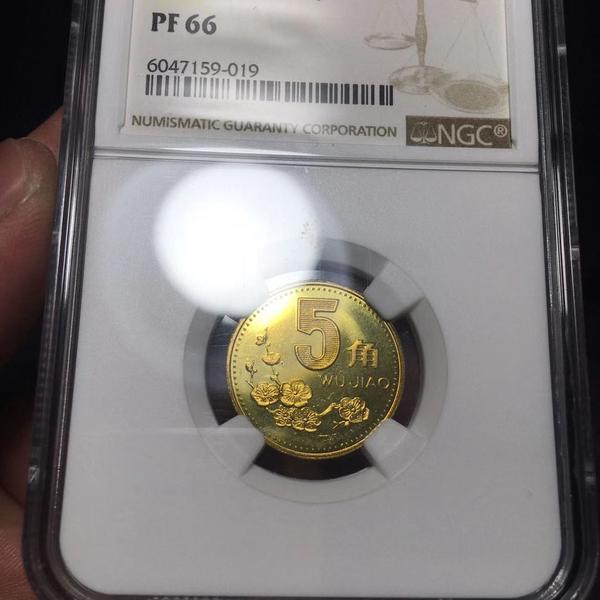 PF 66
6047159-019
NUMISMATIC GUARANTY CORPORATION
NGC®
5角
WU JIAO